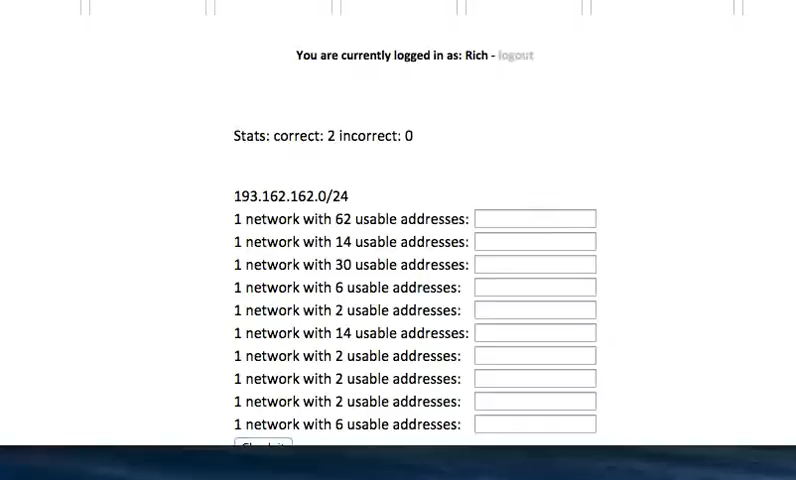 You are currently logged in as: Rich - logout
Stats: correct: 2 incorrect: 0
193.162.162.0/24
1 network with 62 usable addresses:
1 network with 14 usable addresses:
1 network with 30 usable addresses:
1 network with 6 usable addresses:
1 network with 2 usable addresses:
1 network with 14 usable addresses:
1 network with 2 usable addresses:
1 network with 2 usable addresses:
1 network with 2 usable addresses:
1 network with 6 usable addresses: